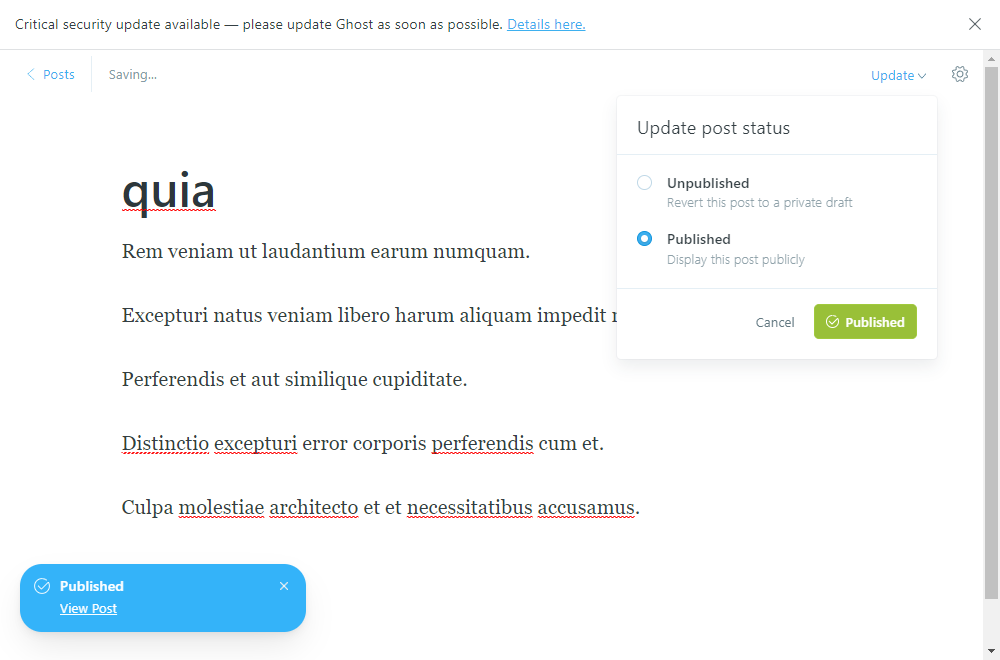 Critical security update available — please update Ghost as soon as possible. Details here.
Posts
Saving...
Update
Update post status
Unpublished
Revert this post to a private draft
Published
Display this post publicly
Cancel
Published
quia
Rem veniam ut laudantium earum numquam.
Excepturi natus veniam libero harum aliquam impedit
Perferendis et aut similique cupiditate.
Distinctio excepturi error corporis perferendis cum et.
Culpa molestiae architecto et et necessitatibus accusamus.
Published
View Post